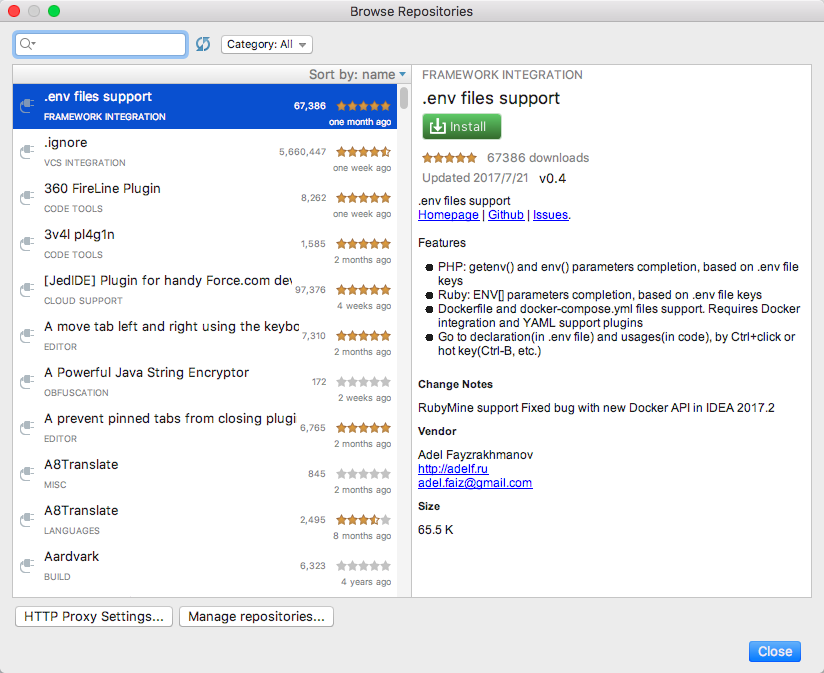 Browse Repositories
Category: All
Sort by: name
.env files support
67,386
FRAMEWORK INTEGRATION
one month ago
.ignore
5,660,447
VCS INTEGRATION
one week ago
360 FireLine Plugin
8,262
CODE TOOLS
one week ago
3v4l pl4g1n
1,585
CODE TOOLS
2 months ago
[JedIDE] Plugin for handy Force.com dev
97,376
CLOUD SUPPORT
4 weeks ago
A move tab left and right using the keybo
7,310
EDITOR
2 months ago
A Powerful Java String Encryptor
172
OBFUSCATION
2 weeks ago
A prevent pinned tabs from closing plugi
6,765
EDITOR
2 months ago
A8Translate
845
MISC
2 months ago
A8Translate
2,495
LANGUAGES
8 months ago
Aardvark
6,323
BUILD
4 years ago
FRAMEWORK INTEGRATION
.env files support
Install
67386 downloads
Updated 2017/7/21 v0.4
.env files support
Homepage | Github | Issues.
Features
PHP: getenv() and env() parameters completion, based on .env file
keys
Ruby: ENV[] parameters completion, based on .env file keys
Dockerfile and docker-compose.yml files support. Requires Docker
integration and YAML support plugins
Go to declaration(in .env file) and usages(in code), by Ctrl+click or
hot key(Ctrl-B, etc.)
Change Notes
RubyMine support Fixed bug with new Docker API in IDEA 2017.2
Vendor
Adel Fayzrakhmanov
http://adelf.ru
adel.faiz@gmail.com
Size
65.5 K
HTTP Proxy Settings...
Manage repositories...
Close